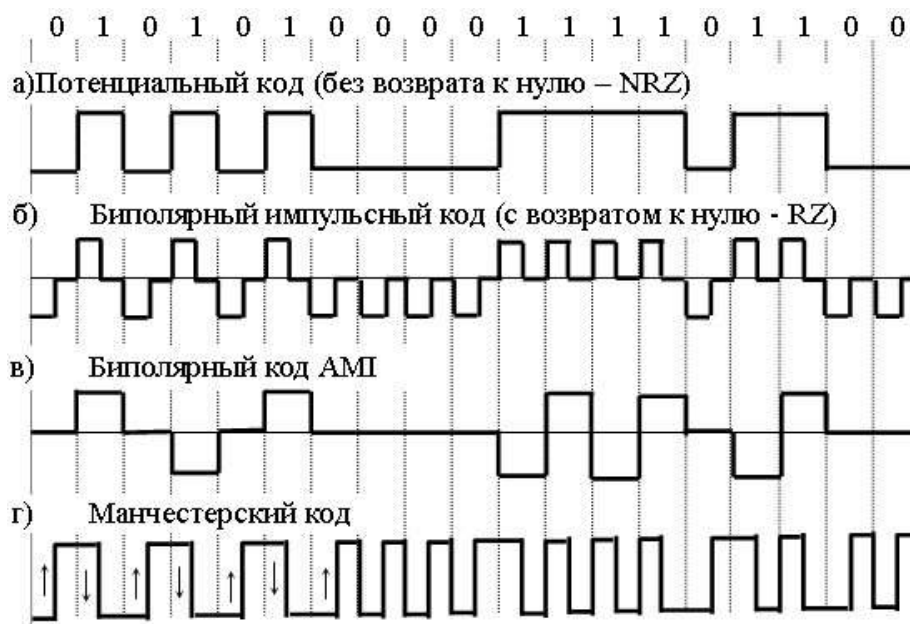 0 1 0 1 0 1 0 0 0 0 1 1 1 1 0 1 1 0 0
а)Потенциальный код (без возврата к нулю – NRZ)
б) Биполярный импульсный код (с возвратом к нулю - RZ)
в) Биполярный код AMI
г) Манчестерский код